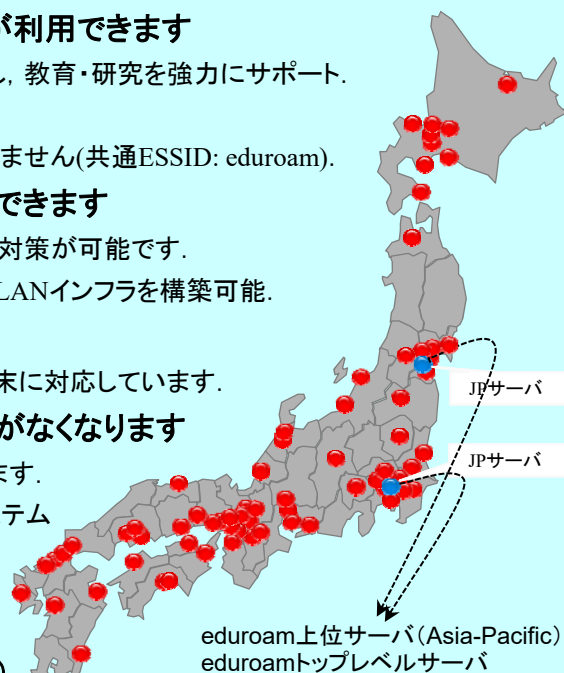 が利用できます
し，教育・研究を強力にサポート．
ません(共通ESSID: eduroam).
できます
対策が可能です．
LANインフラを構築可能．
末に対応しています．
がなくなります
ます．
ステム
JPサーバ
JPサーバ
eduroam上位サーバ（Asia-Pacific）
eduroamトップレベルサーバ
)